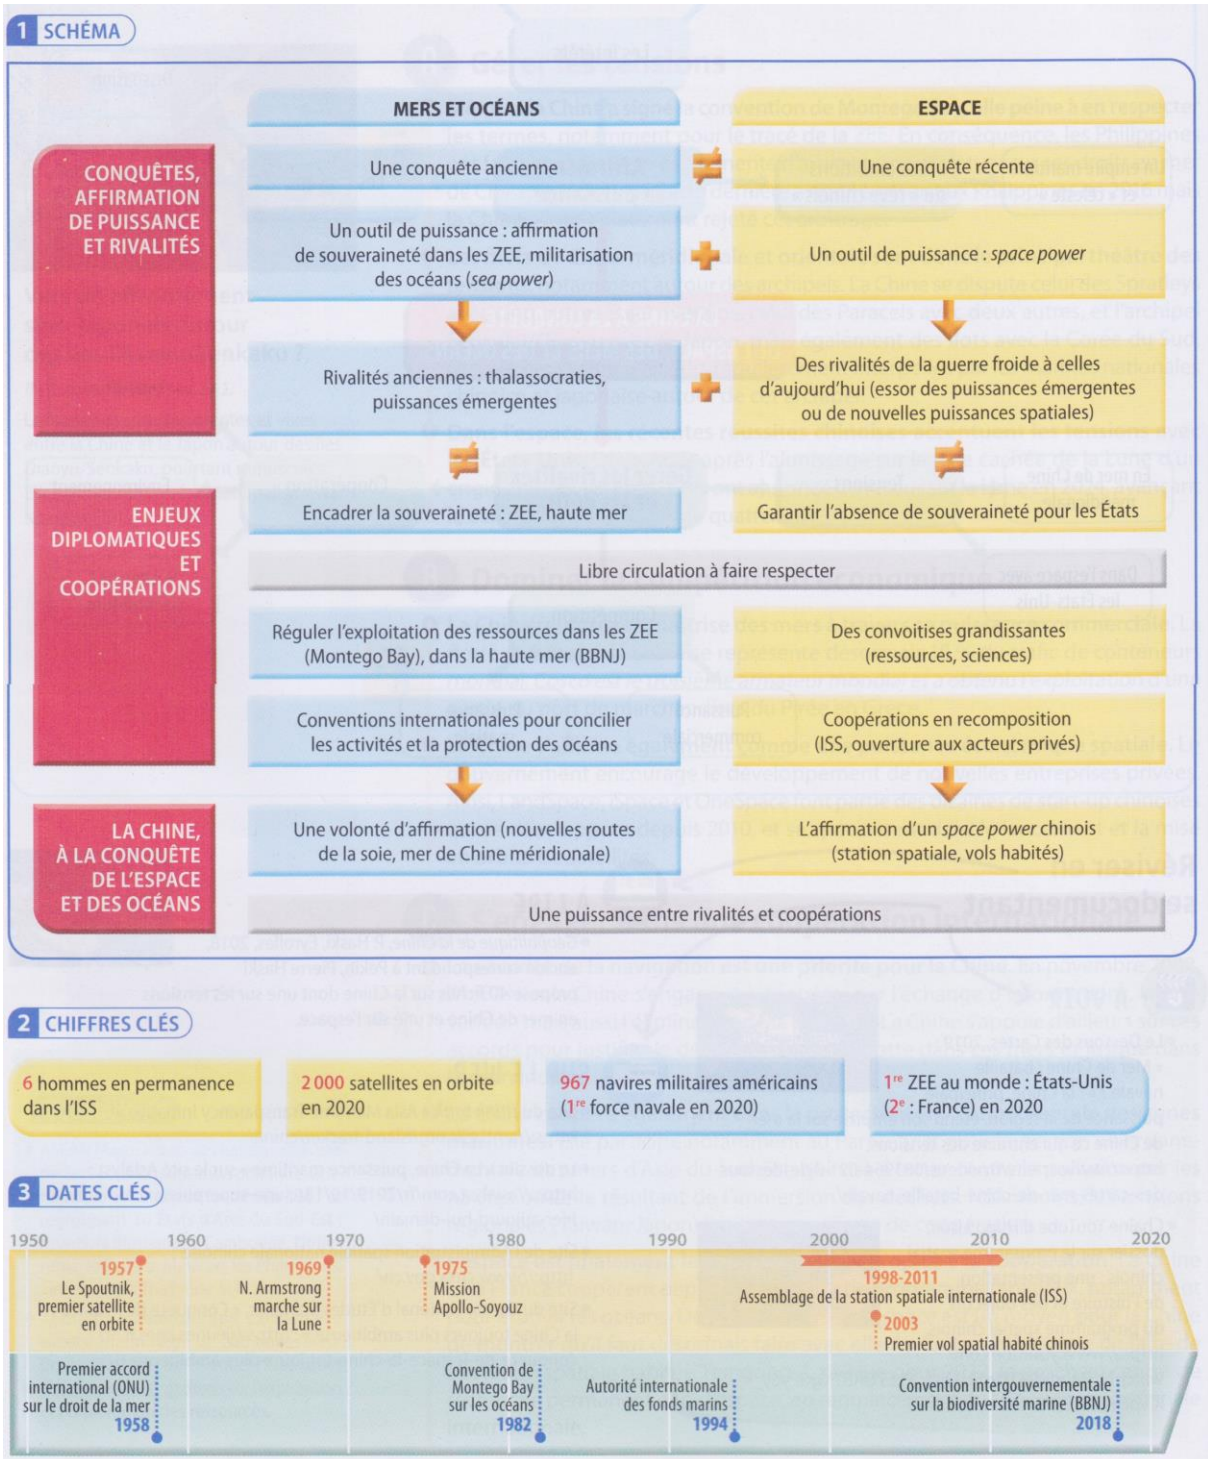 1 SCHÉMA
MERS ET OCÉANS
ESPACE
CONQUÊTES,
AFFIRMATION
DE PUISSANCE
ET RIVALITÉS
Une conquête ancienne
≠
Une conquête récente
Un outil de puissance : affirmation
de souveraineté dans les ZEE, militarisation
des océans (sea power)
+
Un outil de puissance : space power
Rivalités anciennes : thalassocraties,
puissances émergentes
+
Des rivalités de la guerre froide à celles
d'aujourd'hui (essor des puissances émergentes
ou de nouvelles puissances spatiales)
≠
≠
ENJEUX
DIPLOMATIQUES
ET
COOPÉRATIONS
Encadrer la souveraineté : ZEE, haute mer
Garantir l'absence de souveraineté pour les États
Libre circulation à faire respecter
Réguler l'exploitation des ressources dans les ZEE
(Montego Bay), dans la haute mer (BBNJ)
Des convoitises grandissantes
(ressources, sciences)
Conventions internationales pour concilier
les activités et la protection des océans
Coopérations en recomposition
(ISS, ouverture aux acteurs privés)
LA CHINE,
À LA CONQUÊTE
DE L'ESPACE
ET DES OCÉANS
Une volonté d'affirmation (nouvelles routes
de la soie, mer de Chine méridionale)
L'affirmation d'un space power chinois
(station spatiale, vols habités)
Une puissance entre rivalités et coopérations
2 CHIFFRES CLÉS
6 hommes en permanence
dans l'ISS
2 000 satellites en orbite
en 2020
967 navires militaires américains
(1re force navale en 2020)
1re ZEE au monde : États-Unis
(2e : France) en 2020
3 DATES CLÉS
1950 1960 1970 1980 1990 2000 2010 2020
1957
Le Spoutnik,
premier satellite
en orbite
1969
N. Armstrong
marche sur
la Lune
1975
Mission
Apollo-Soyouz
1998-2011
Assemblage de la station spatiale internationale (ISS)
2003
Premier vol spatial habité chinois
Premier accord
international (ONU)
sur le droit de la mer
1958
Convention de
Montego Bay
sur les océans
1982
Autorité internationale
des fonds marins
1994
Convention intergouvernementale
sur la biodiversité marine (BBNJ)
2018